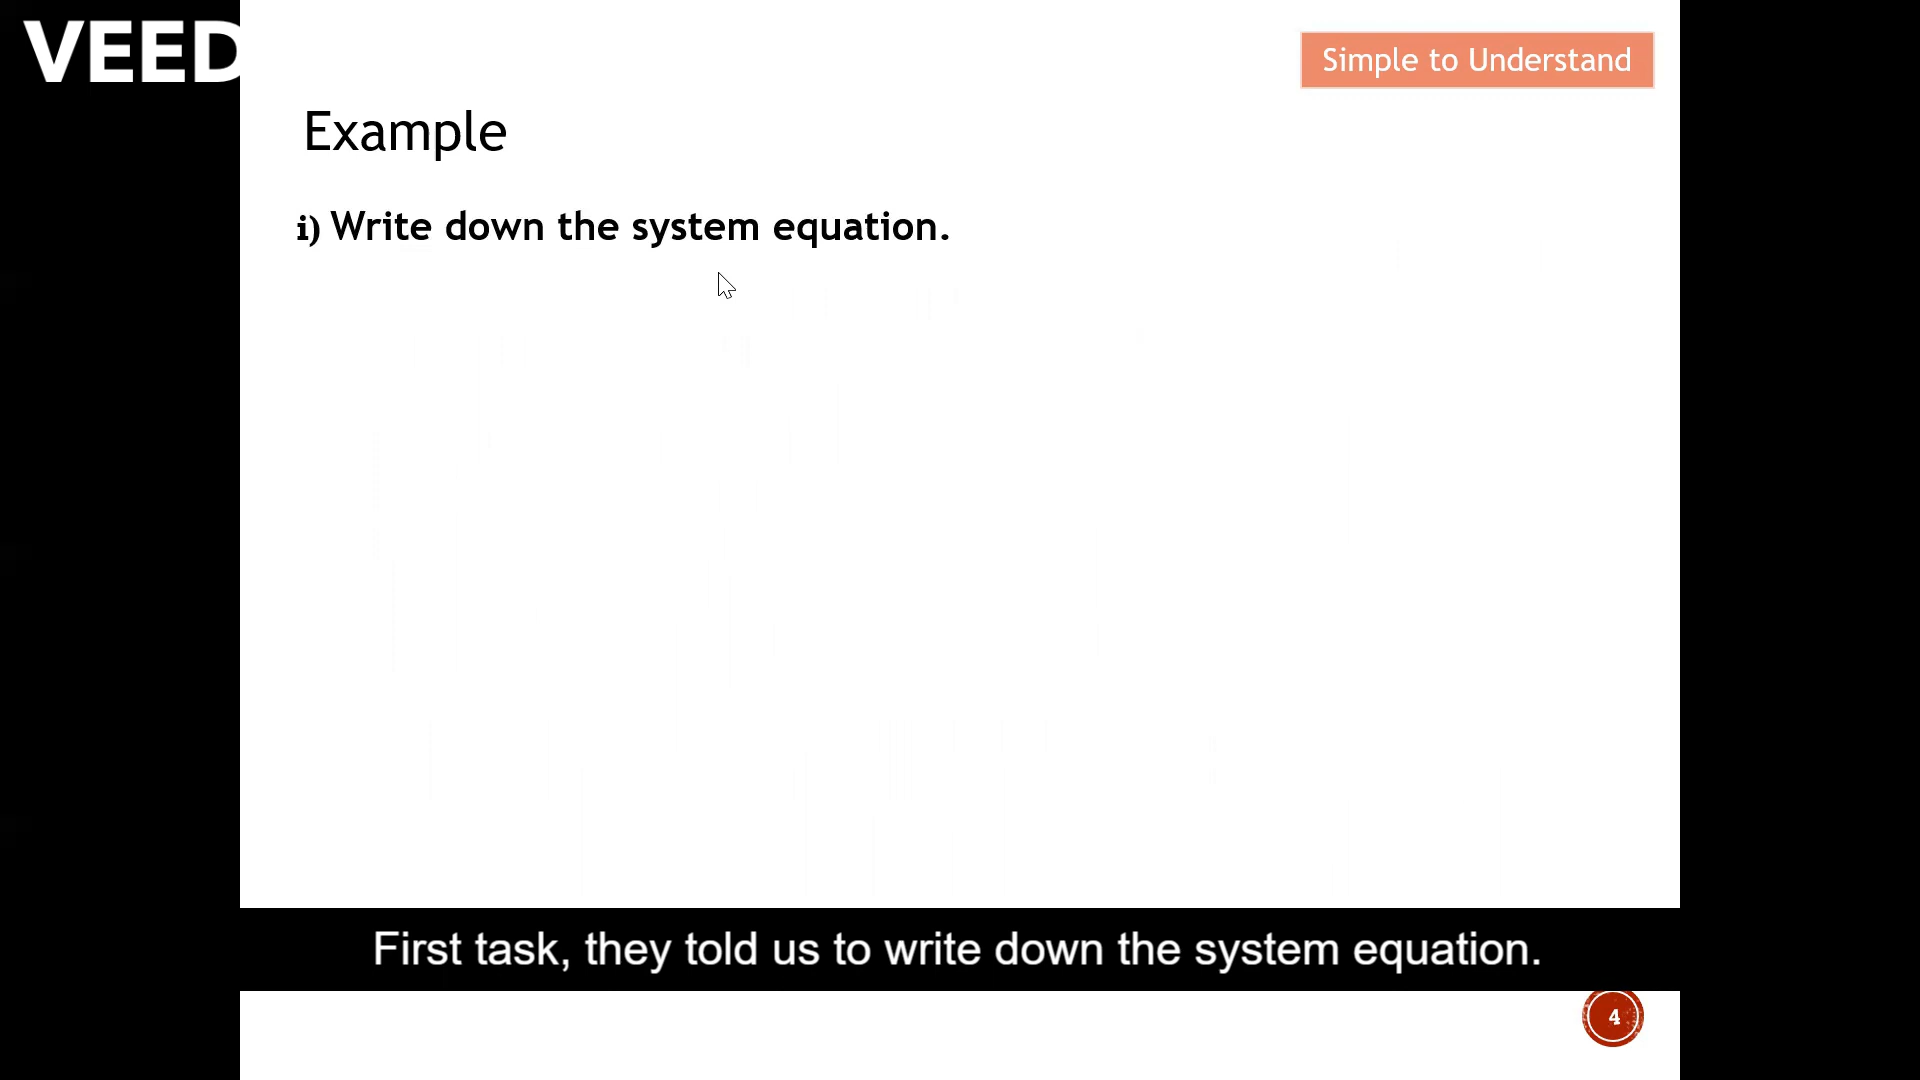 VEED
Simple to Understand
Example
i) Write down the system equation.
First task, they told us to write down the system equation.
4